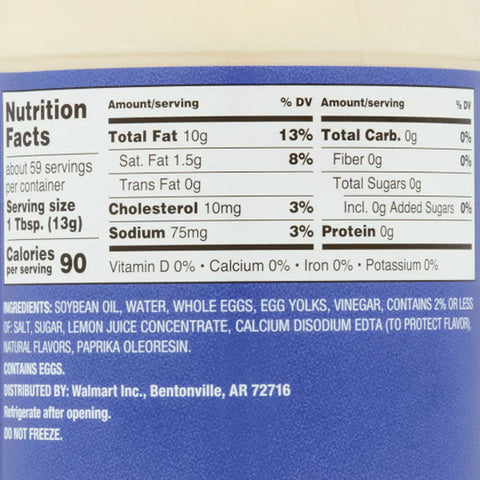 Nutrition Facts
about 59 servings per container
Serving size 1 Tbsp. (13g)
Calories per serving 90
Amount/serving % DV
Total Fat 10g 13%
Sat. Fat 1.5g 8%
Trans Fat 0g
Cholesterol 10mg 3%
Sodium 75mg 3%
Amount/serving % DV
Total Carb. 0g 0%
Fiber 0g 0%
Total Sugars 0g
Incl. 0g Added Sugars 0%
Protein 0g
Vitamin D 0% • Calcium 0% • Iron 0% • Potassium 0%
INGREDIENTS: SOYBEAN OIL, WATER, WHOLE EGGS, EGG YOLKS, VINEGAR, CONTAINS 2% OR LESS
OF: SALT, SUGAR, LEMON JUICE CONCENTRATE, CALCIUM DISODIUM EDTA (TO PROTECT FLAVOR),
NATURAL FLAVORS, PAPRIKA OLEORESIN.
CONTAINS EGGS.
DISTRIBUTED BY: Walmart Inc., Bentonville, AR 72716
Refrigerate after opening.
DO NOT FREEZE.